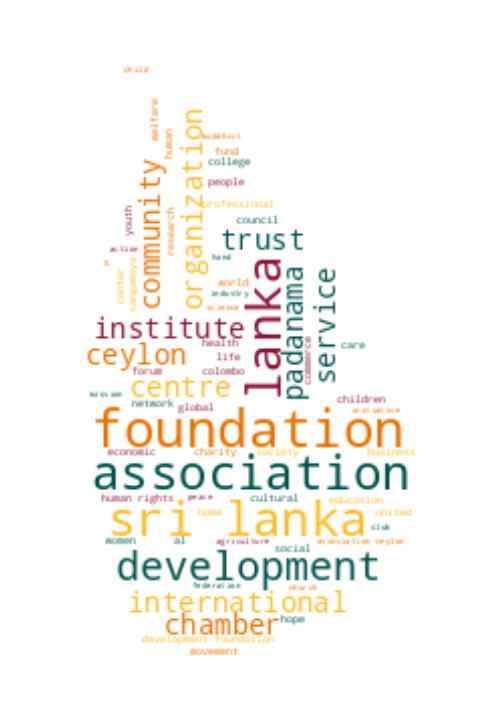 child
welfare
human
buddhist
organization
fund
college
community
people
professional
youth
research
council
trust
action
hand
lanka
center
sangamaya
padanama
service
world
industry
science
institute
health
commerce
care
ceylon
life
forum
colombo
centre
mission
network
global
children
initiative
foundation
economic
charity
society
business
association
human rights
peace
cultural
education
sri lanka
home
united
club
women
al
agriculture
association ceylon
social
development
federation
church
international
chamber
hope
development foundation
movement